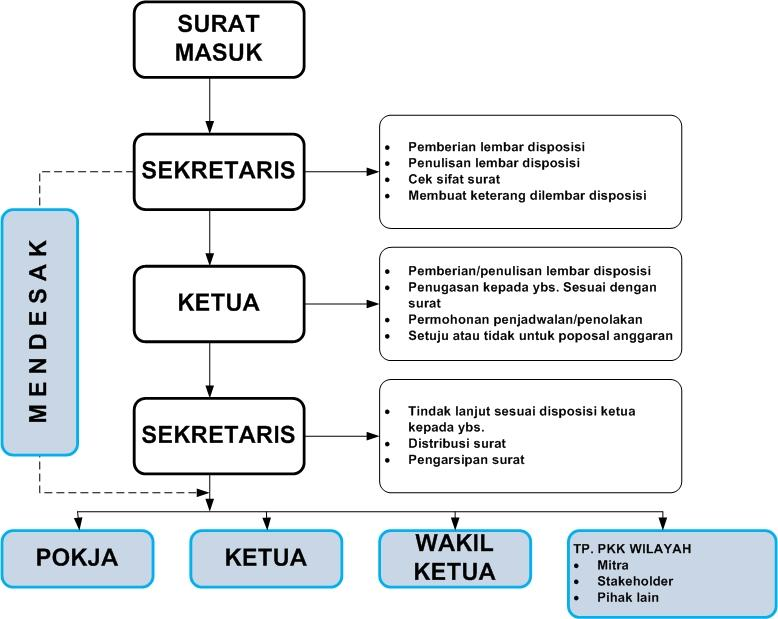 SURAT
MASUK
SEKRETARIS
• Pemberian lembar disposisi
• Penulisan lembar disposisi
• Cek sifat surat
• Membuat keterang dilembar disposisi
MENDESAK
KETUA
• Pemberian/penulisan lembar disposisi
• Penugasan kepada ybs. Sesuai dengan
surat
• Permohonan penjadwalan/penolakan
• Setuju atau tidak untuk poposal anggaran
SEKRETARIS
• Tindak lanjut sesuai disposisi ketua
kepada ybs.
• Distribusi surat
• Pengarsipan surat
POKJA
KETUA
WAKIL
KETUA
TP. PKK WILAYAH
• Mitra
• Stakeholder
• Pihak lain